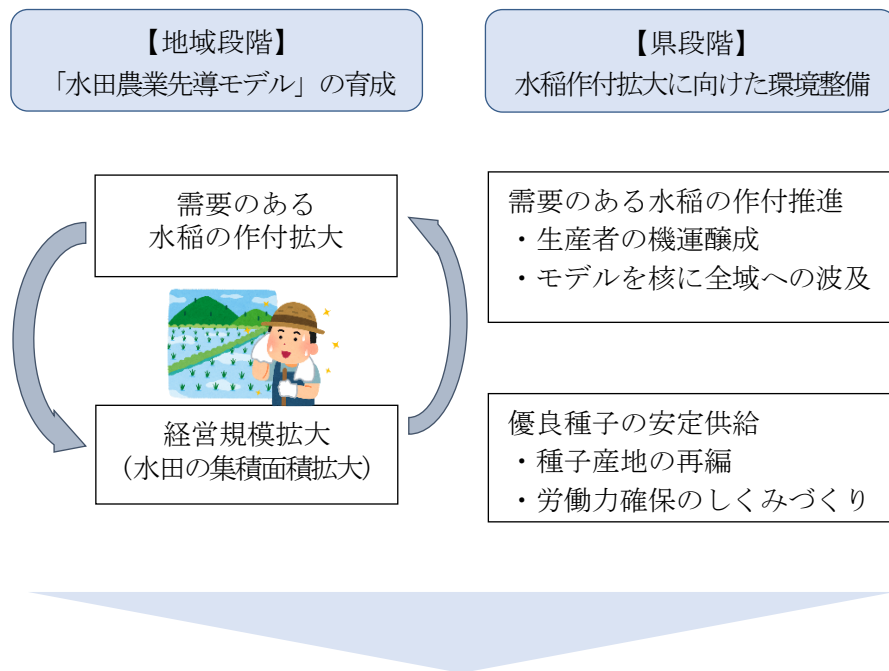 【地域段階】
「水田農業先導モデル」の育成
需要のある
水稲の作付拡大
経営規模拡大
(水田の集積面積拡大)
【県段階】
水稲作付拡大に向けた環境整備
需要のある水稲の作付推進
・生産者の機運醸成
・モデルを核に全域への波及
優良種子の安定供給
・種子産地の再編
・労働力確保のしくみづくり